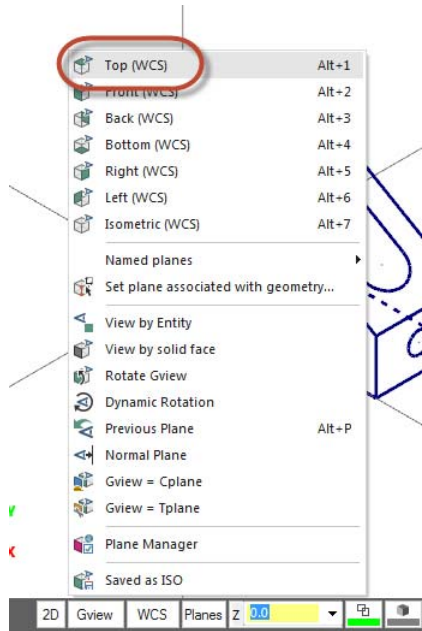 Top (WCS) Alt+1
Front (WCS) Alt+2
Back (WCS) Alt+3
Bottom (WCS) Alt+4
Right (WCS) Alt+5
Left (WCS) Alt+6
Isometric (WCS) Alt+7
Named planes
Set plane associated with geometry...
View by Entity
View by solid face
Rotate Gview
Dynamic Rotation
Previous Plane Alt+P
Normal Plane
Gview = Cplane
Gview = Tplane
Plane Manager
Saved as ISO
2D Gview WCS Planes Z 0.0